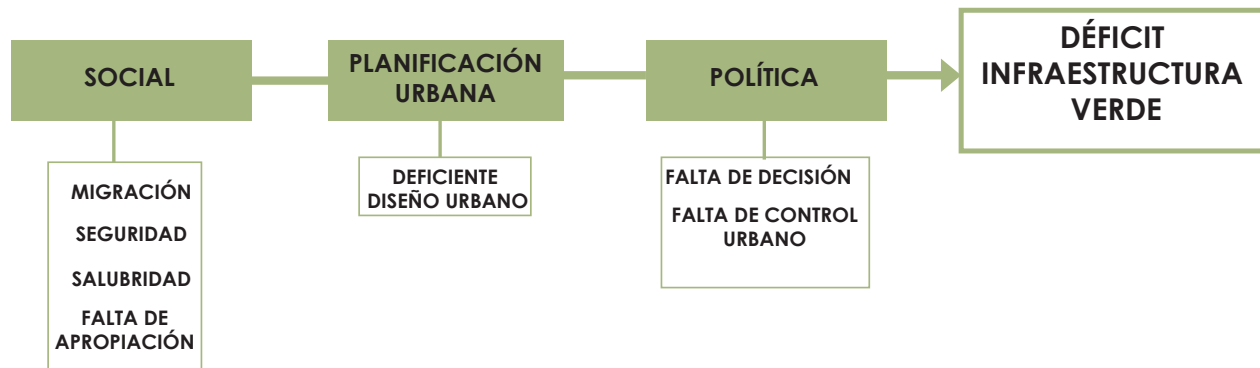 SOCIAL
MIGRACIÓN
SEGURIDAD
SALUBRIDAD
FALTA DE
APROPIACIÓN
PLANIFICACIÓN
URBANA
DEFICIENTE
DISEÑO URBANO
POLÍTICA
FALTA DE DECISIÓN
FALTA DE CONTROL
URBANO
DÉFICIT
INFRAESTRUCTURA
VERDE